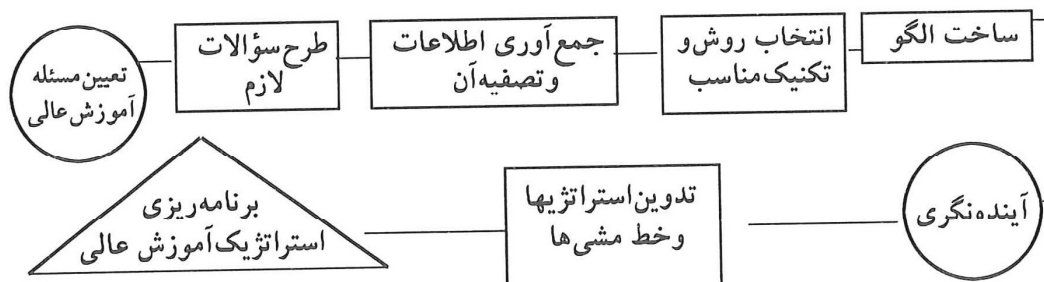 تعیین مسئله
آموزش عالی
طرح سؤالات
لازم
جمع‌آوری اطلاعات
و تصفیه آن
انتخاب روش و
تکنیک مناسب
ساخت الگو
آینده‌نگری
تدوین استراتژیها
و خط مشی‌ها
برنامه‌ریزی
استراتژیک آموزش عالی